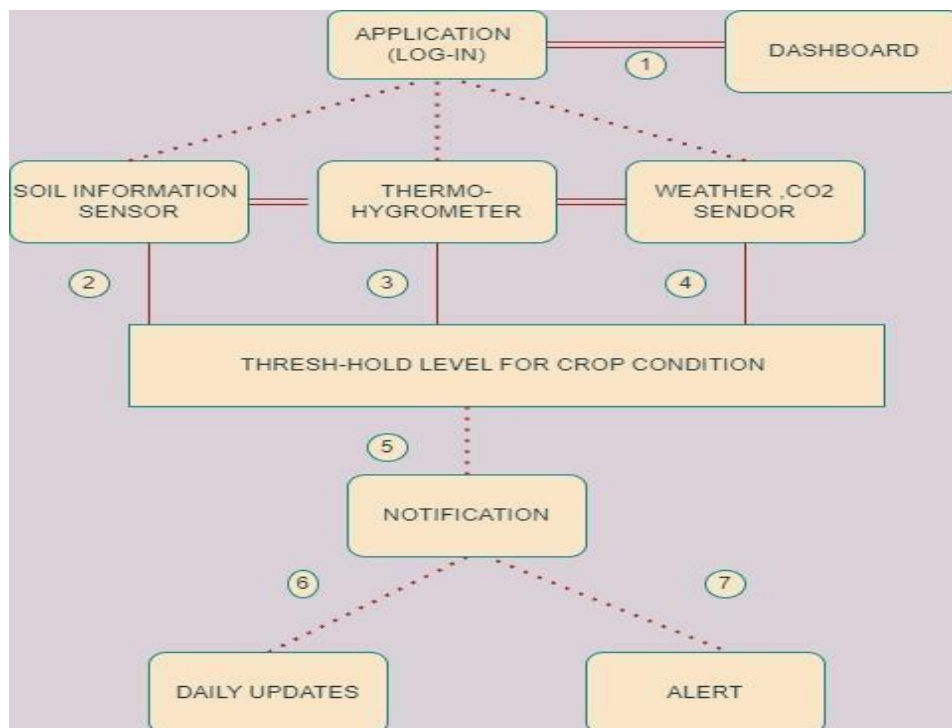 APPLICATION
(LOG-IN)
1
DASHBOARD
SOIL INFORMATION
SENSOR
THERMO-
HYGROMETER
WEATHER ,CO2
SENDOR
2
3
4
THRESH-HOLD LEVEL FOR CROP CONDITION
5
NOTIFICATION
6
7
DAILY UPDATES
ALERT